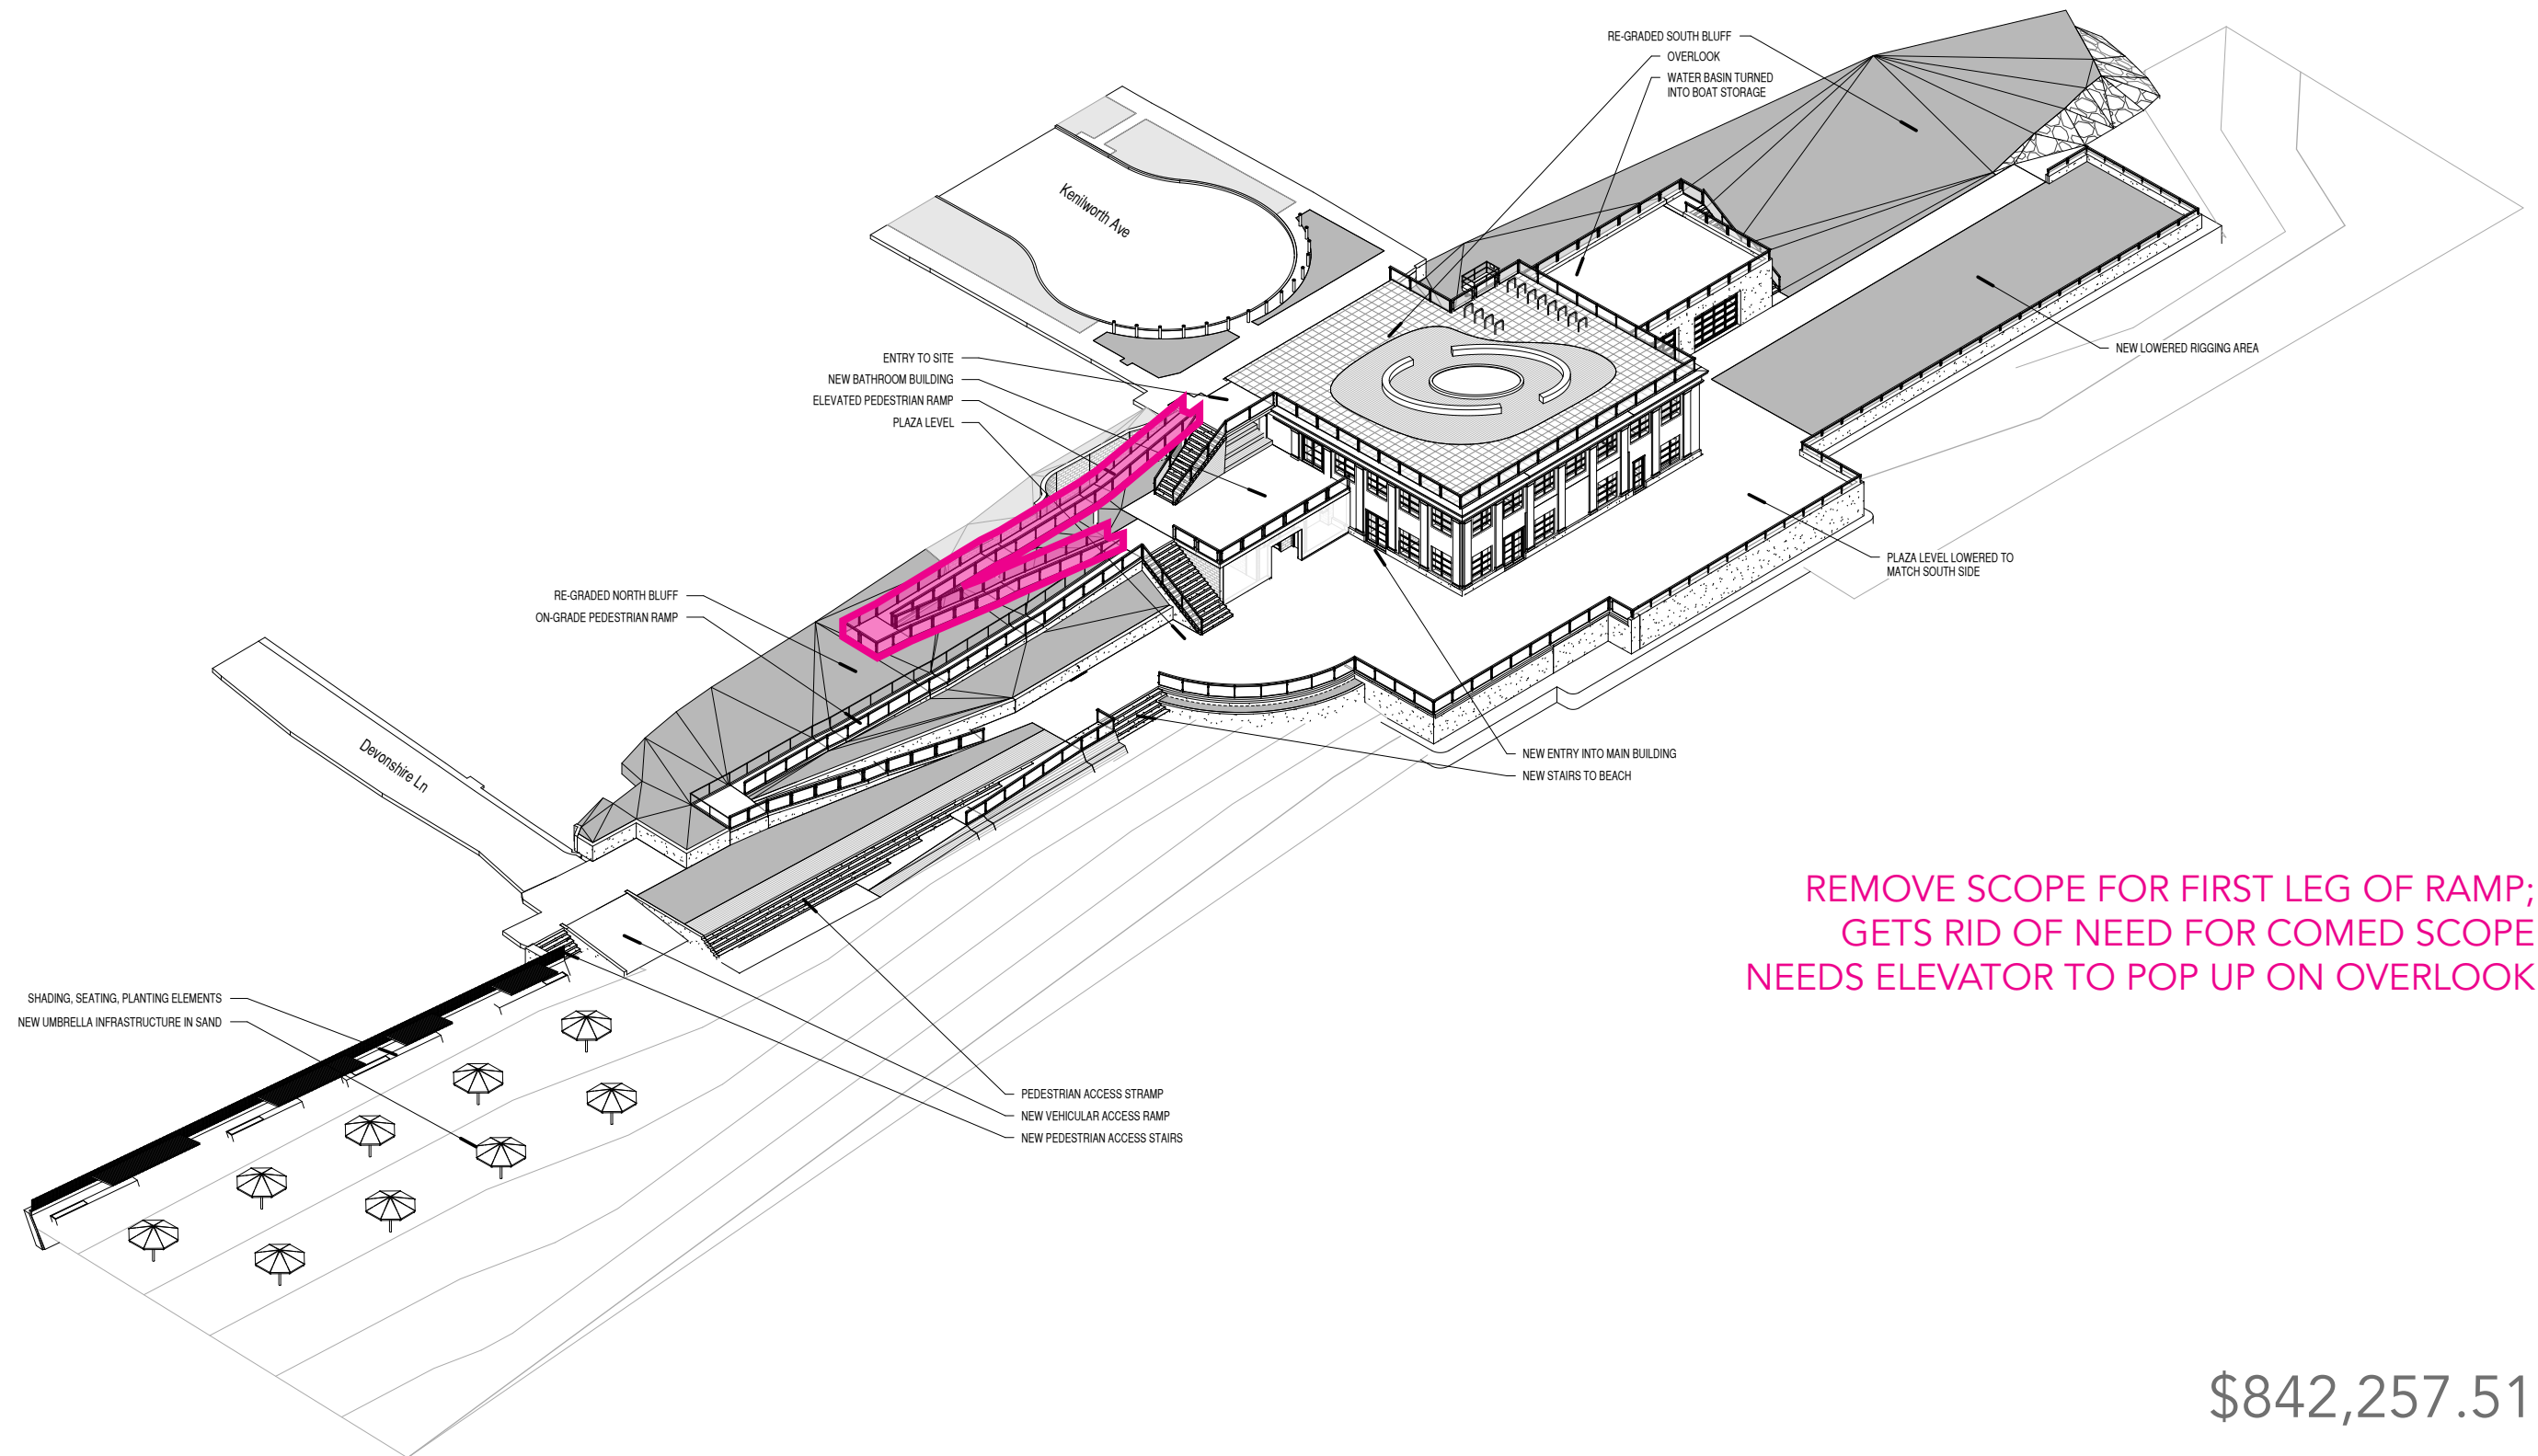 RE-GRADED SOUTH BLUFF
OVERLOOK
WATER BASIN TURNED
INTO BOAT STORAGE
Kenilworth Ave
ENTRY TO SITE
NEW BATHROOM BUILDING
ELEVATED PEDESTRIAN RAMP
PLAZA LEVEL
NEW LOWERED RIGGING AREA
PLAZA LEVEL LOWERED TO
MATCH SOUTH SIDE
RE-GRADED NORTH BLUFF
ON-GRADE PEDESTRIAN RAMP
Devonshire Ln
NEW ENTRY INTO MAIN BUILDING
NEW STAIRS TO BEACH
REMOVE SCOPE FOR FIRST LEG OF RAMP;
GETS RID OF NEED FOR COMED SCOPE
NEEDS ELEVATOR TO POP UP ON OVERLOOK
SHADING, SEATING, PLANTING ELEMENTS
NEW UMBRELLA INFRASTRUCTURE IN SAND
PEDESTRIAN ACCESS STRAMP
NEW VEHICULAR ACCESS RAMP
NEW PEDESTRIAN ACCESS STAIRS
$842,257.51